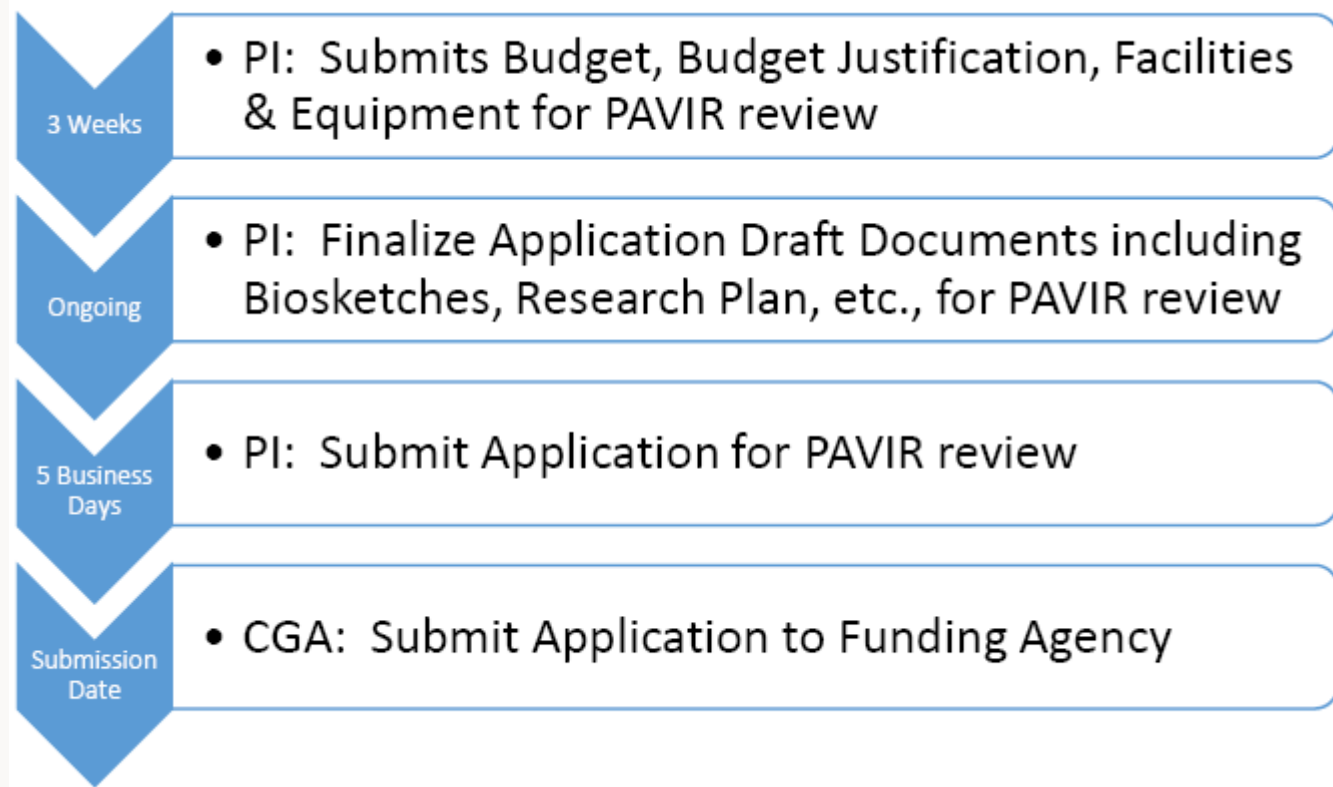 3 Weeks
• PI:  Submits Budget, Budget Justification, Facilities
& Equipment for PAVIR review
Ongoing
• PI:  Finalize Application Draft Documents including
Biosketches, Research Plan, etc., for PAVIR review
5 Business
Days
• PI:  Submit Application for PAVIR review
Submission
Date
• CGA:  Submit Application to Funding Agency